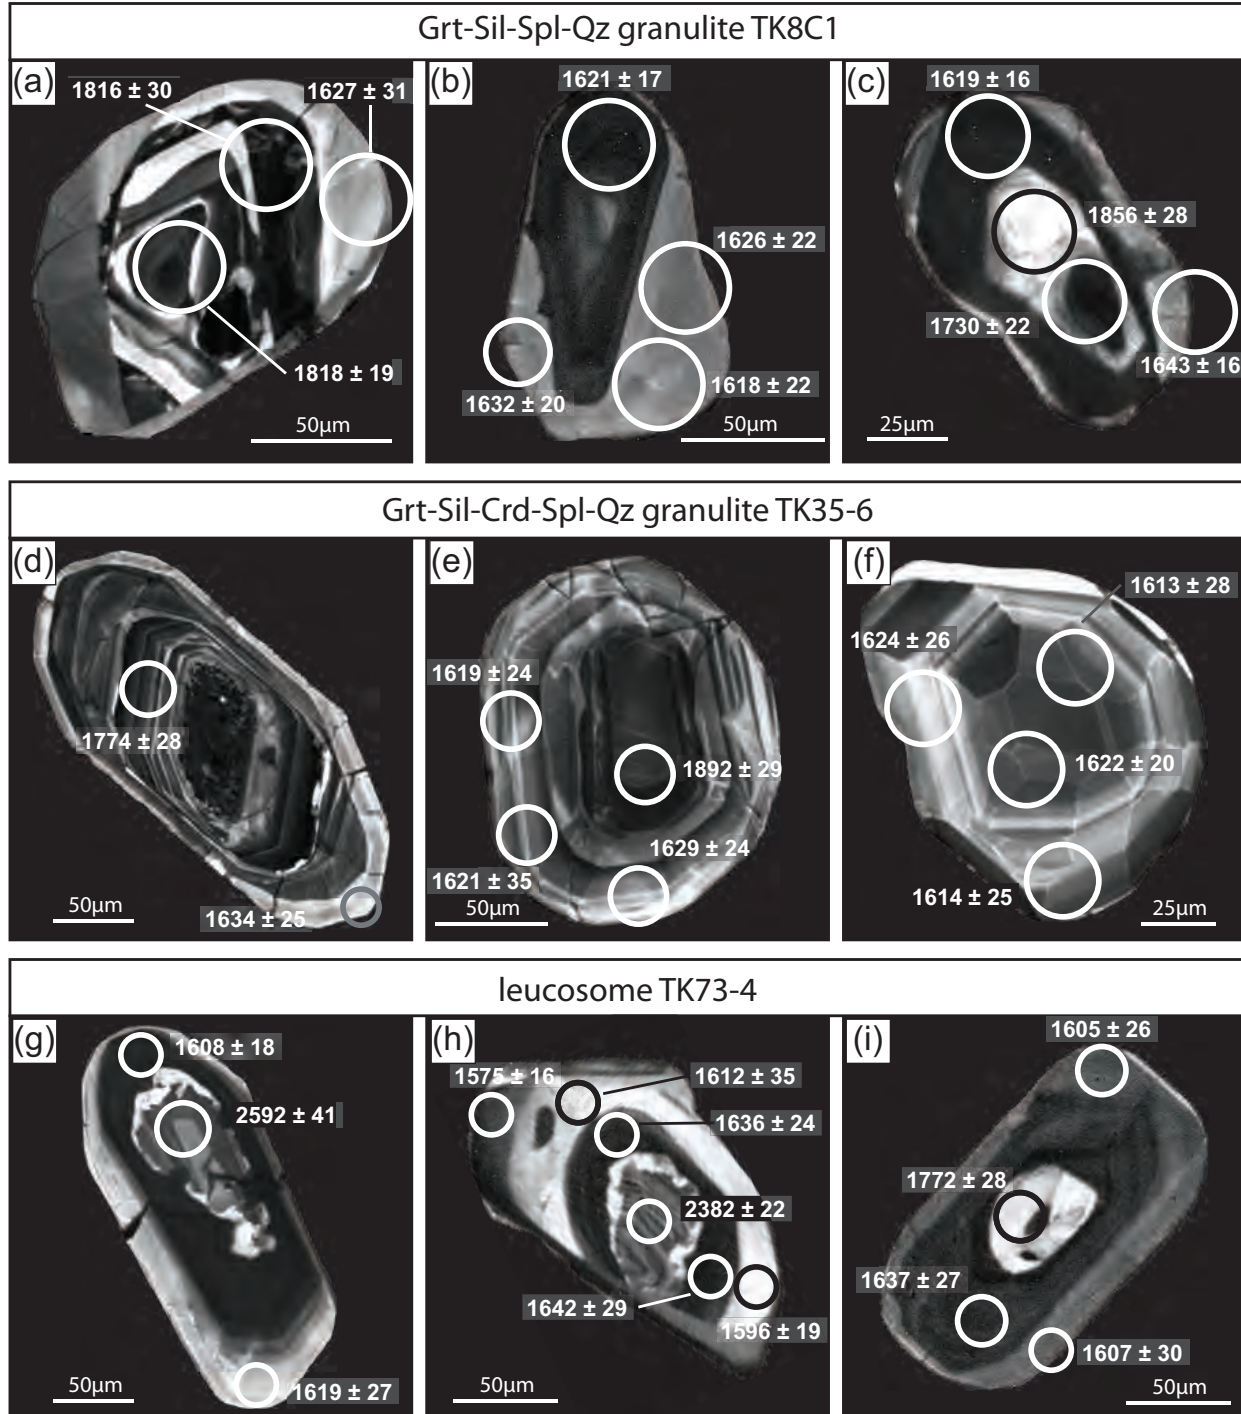 Grt-Sil-Spl-Qz granulite TK8C1
(a)
1816 ± 30
1627 ± 31
1818 ± 19
50μm
(b)
1621 ± 17
1626 ± 22
1632 ± 20
1618 ± 22
50μm
(c)
1619 ± 16
1856 ± 28
1730 ± 22
1643 ± 16
25μm
Grt-Sil-Crd-Spl-Qz granulite TK35-6
(d)
1774 ± 28
50μm
1634 ± 25
(e)
1619 ± 24
1892 ± 29
1629 ± 24
1621 ± 35
50μm
(f)
1613 ± 28
1624 ± 26
1622 ± 20
1614 ± 25
25μm
leucosome TK73-4
(g)
1608 ± 18
2592 ± 41
50μm
1619 ± 27
(h)
1575 ± 16
1612 ± 35
1636 ± 24
2382 ± 22
1642 ± 29
1596 ± 19
50μm
(i)
1605 ± 26
1772 ± 28
1637 ± 27
1607 ± 30
50μm